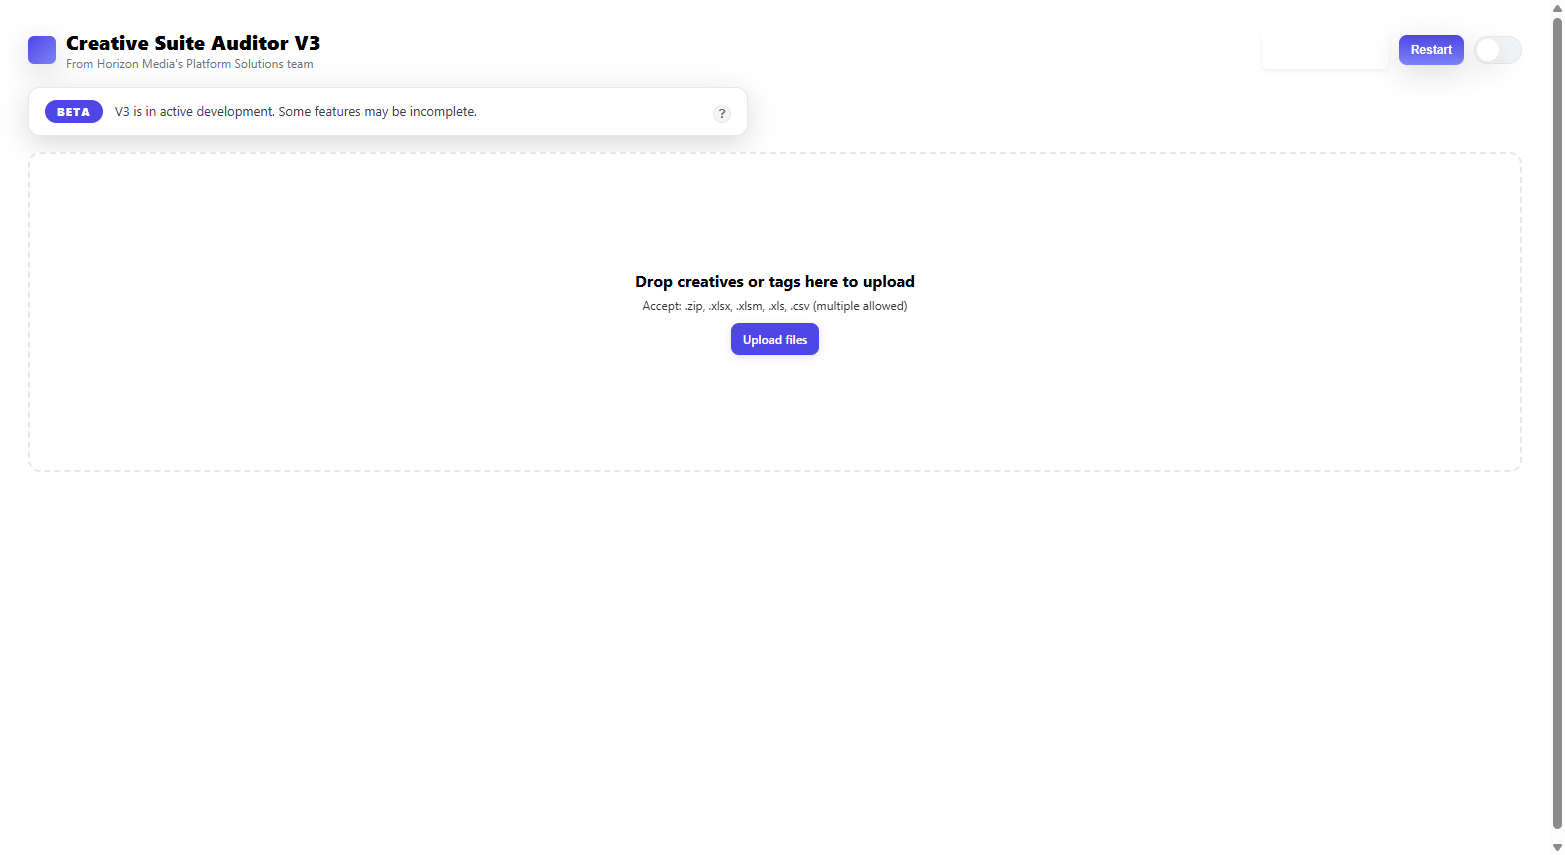 Creative Suite Auditor V3
From Horizon Media's Platform Solutions team
Restart
BETA
V3 is in active development. Some features may be incomplete.
?
Drop creatives or tags here to upload
Accept: .zip, .xlsx, .xlsm, .xls, .csv (multiple allowed)
Upload files